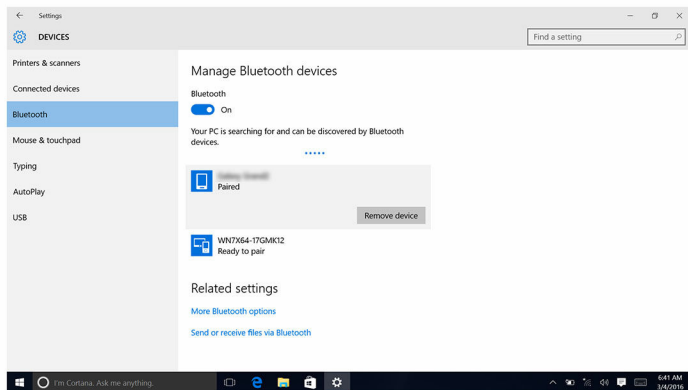 Settings
DEVICES
Find a setting
Printers & scanners
Connected devices
Bluetooth
Mouse & touchpad
Typing
AutoPlay
USB
Manage Bluetooth devices
Bluetooth
On
Your PC is searching for and can be discovered by Bluetooth
devices.
Paired
Remove device
WN7X64-17GMK12
Ready to pair
Related settings
More Bluetooth options
Send or receive files via Bluetooth
I'm Cortana. Ask me anything.
6:41 AM
3/4/2016